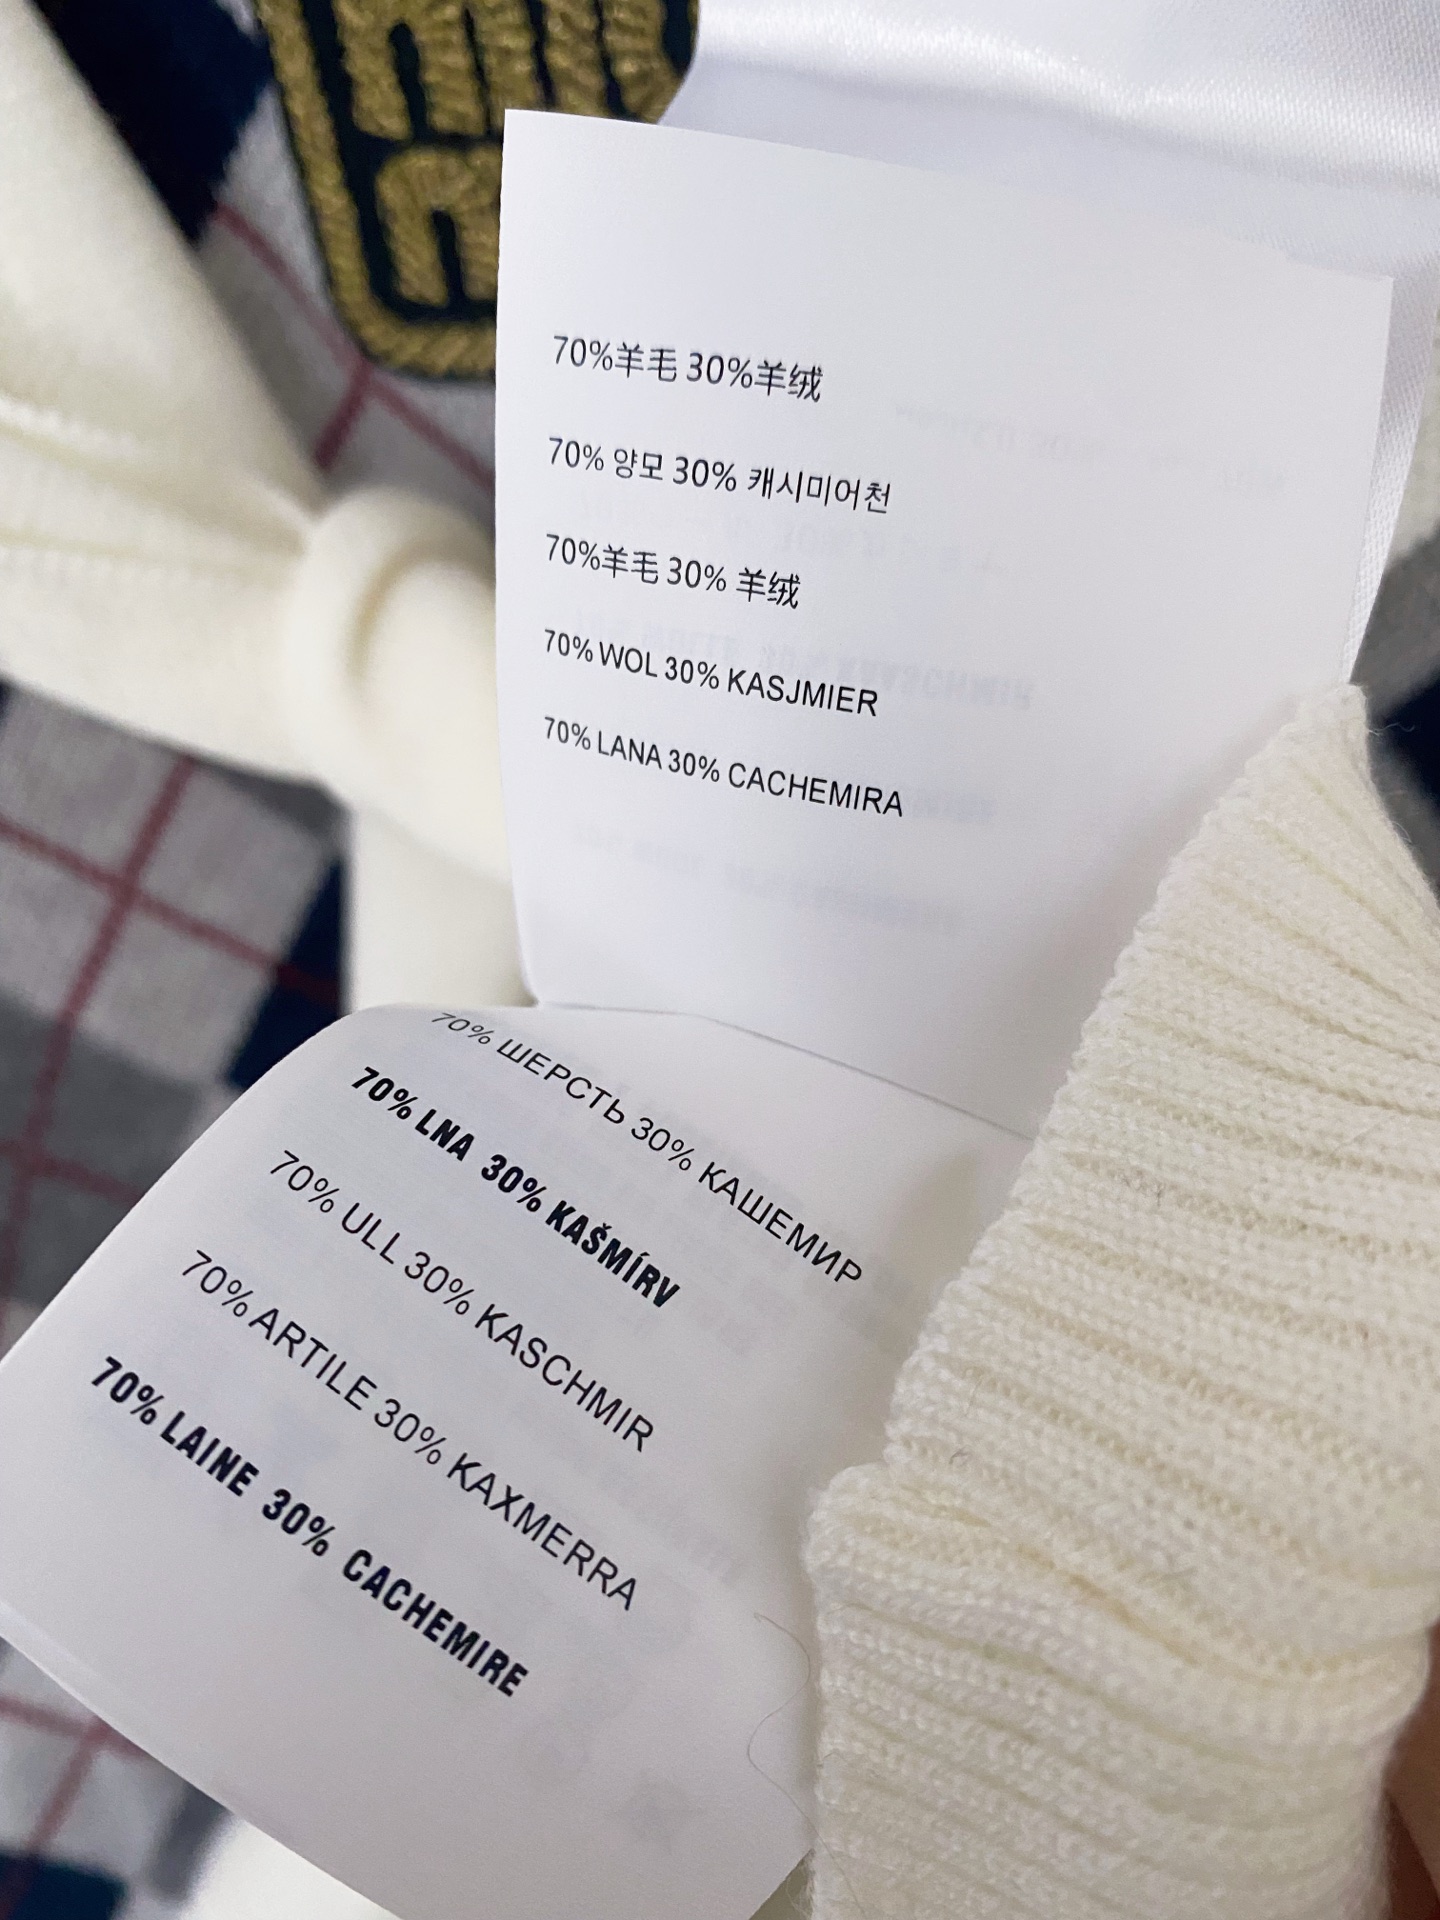 70%羊毛 30%羊绒
70% 양모 30% 캐시미어천
70%羊毛 30% 羊绒
70% WOL 30% KASJMIER
70% LANA 30% CACHEMIRA
70% ШЕРСТЬ 30% КАШЕМИР
70% LNA 30% KAŠMÍRV
70% ULL 30% KASCHMIR
70% ARTILE 30% KAXMERRA
70% LAINE 30% CACHEMIRE